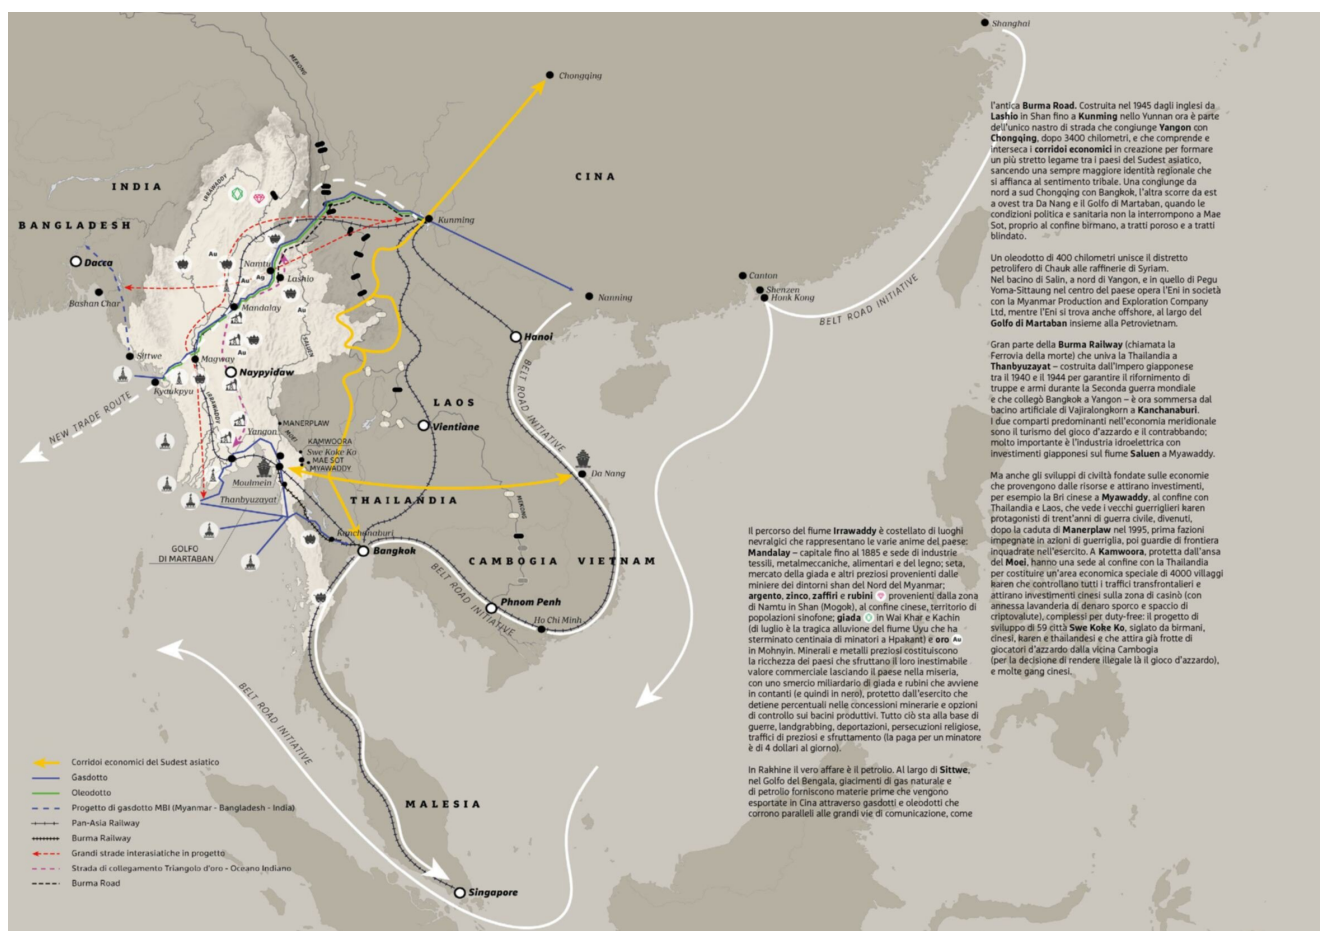 Shanghai
MEKONG
Chongqing
INDIA
IRRAWADDY
CINA
BANGLADESH
Kunming
Dacca
Au
Namtu
Au
Ag
Lashio
Bashan Char
Nanning
Canton
Shenzen
Honk Kong
BELT ROAD INITIATIVE
Mandalay
Au
SALUEN
Hanoi
Sittwe
Au
Magway
Naypyidaw
Kyaukpyu
IRRAWADDY
BELT ROAD INITIATIVE
NEW TRADE ROUTE
LAOS
Vientiane
MANERPLAW
Yangon
MOEI
KAMWOORA
Swe Koke Ko
MAE SOT
MYAWADDY
Da Nang
Moulmein
Thanbyuzayat
THAILANDIA
MEKONG
Kanchanaburi
GOLFO
DI MARTABAN
Bangkok
CAMBOGIA
VIETNAM
BELT ROAD INITIATIVE
Phnom Penh
Ho Chi Minh
BELT ROAD INITIATIVE
MALESIA
Singapore
Corridoi economici del Sudest asiatico
Gasdotto
Oleodotto
Progetto di gasdotto MBI (Myanmar - Bangladesh - India)
Pan-Asia Railway
Burma Railway
Grandi strade interasiatiche in progetto
Strada di collegamento Triangolo d'oro - Oceano Indiano
Burma Road
Il percorso del fiume Irrawaddy è costellato di luoghi
nevralgici che rappresentano le varie anime del paese:
Mandalay – capitale fino al 1885 e sede di industrie
tessili, metalmeccaniche, alimentari e del legno; seta,
mercato della giada e altri preziosi provenienti dalle
miniere dei dintorni shan del Nord del Myanmar;
argento, zinco, zaffiri e rubini provenienti dalla zona
di Namtu in Shan (Mogok), al confine cinese, territorio di
popolazioni sinofone; giada in Wai Khar e Kachin
(di luglio è la tragica alluvione del fiume Uyu che ha
sterminato centinaia di minatori a Hpakant) e oro Au
in Mohnyin. Minerali e metalli preziosi costituiscono
la ricchezza dei paesi che sfruttano il loro inestimabile
valore commerciale lasciando il paese nella miseria,
con uno smercio miliardario di giada e rubini che avviene
in contanti (e quindi in nero), protetto dall'esercito che
detiene percentuali nelle concessioni minerarie e opzioni
di controllo sui bacini produttivi. Tutto ciò sta alla base di
guerre, landgrabbing, deportazioni, persecuzioni religiose,
traffici di preziosi e sfruttamento (la paga per un minatore
è di 4 dollari al giorno).
In Rakhine il vero affare è il petrolio. Al largo di Sittwe,
nel Golfo del Bengala, giacimenti di gas naturale e
di petrolio forniscono materie prime che vengono
esportate in Cina attraverso gasdotti e oleodotti che
corrono paralleli alle grandi vie di comunicazione, come
l'antica Burma Road. Costruita nel 1945 dagli inglesi da
Lashio in Shan fino a Kunming nello Yunnan ora è parte
dell'unico nastro di strada che congiunge Yangon con
Chongqing, dopo 3400 chilometri, e che comprende e
interseca i corridoi economici in creazione per formare
un più stretto legame tra i paesi del Sudest asiatico,
sancendo una sempre maggiore identità regionale che
si affianca al sentimento tribale. Una congiunge da
nord a sud Chongqing con Bangkok, l'altra scorre da est
a ovest tra Da Nang e il Golfo di Martaban, quando le
condizioni politica e sanitaria non la interrompono a Mae
Sot, proprio al confine birmano, a tratti poroso e a tratti
blindato.
Un oleodotto di 400 chilometri unisce il distretto
petrolifero di Chauk alle raffinerie di Syriam.
Nel bacino di Salin, a nord di Yangon, e in quello di Pegu
Yoma-Sittaung nel centro del paese opera l'Eni in società
con la Myanmar Production and Exploration Company
Ltd, mentre l'Eni si trova anche offshore, al largo del
Golfo di Martaban insieme alla Petrovietnam.
Gran parte della Burma Railway (chiamata la
Ferrovia della morte) che univa la Thailandia a
Thanbyuzayat – costruita dall'Impero giapponese
tra il 1940 e il 1944 per garantire il rifornimento di
truppe e armi durante la Seconda guerra mondiale
e che collegò Bangkok a Yangon – è ora sommersa dal
bacino artificiale di Vajiralongkorn a Kanchanaburi.
I due comparti predominanti nell'economia meridionale
sono il turismo del gioco d'azzardo e il contrabbando;
molto importante è l'industria idroelettrica con
investimenti giapponesi sul fiume Saluen a Myawaddy.
Ma anche gli sviluppi di civiltà fondate sulle economie
che provengono dalle risorse e attirano investimenti,
per esempio la Bri cinese a Myawaddy, al confine con
Thailandia e Laos, che vede i vecchi guerriglieri karen
protagonisti di trent'anni di guerra civile, divenuti,
dopo la caduta di Manerplaw nel 1995, prima fazioni
impegnate in azioni di guerriglia, poi guardie di frontiera
inquadrate nell'esercito. A Kamwoora, protetta dall'ansa
del Moei, hanno una sede al confine con la Thailandia
per costituire un'area economica speciale di 4000 villaggi
karen che controllano tutti i traffici transfrontalieri e
attirano investimenti cinesi sulla zona di casinò (con
annessa lavanderia di denaro sporco e spaccio di
criptovalute), complessi per duty-free: il progetto di
sviluppo di 59 città Swe Koke Ko, siglato da birmani,
cinesi, karen e thailandesi e che attira già frotte di
giocatori d'azzardo dalla vicina Cambogia
(per la decisione di rendere illegale là il gioco d'azzardo),
e molte gang cinesi.